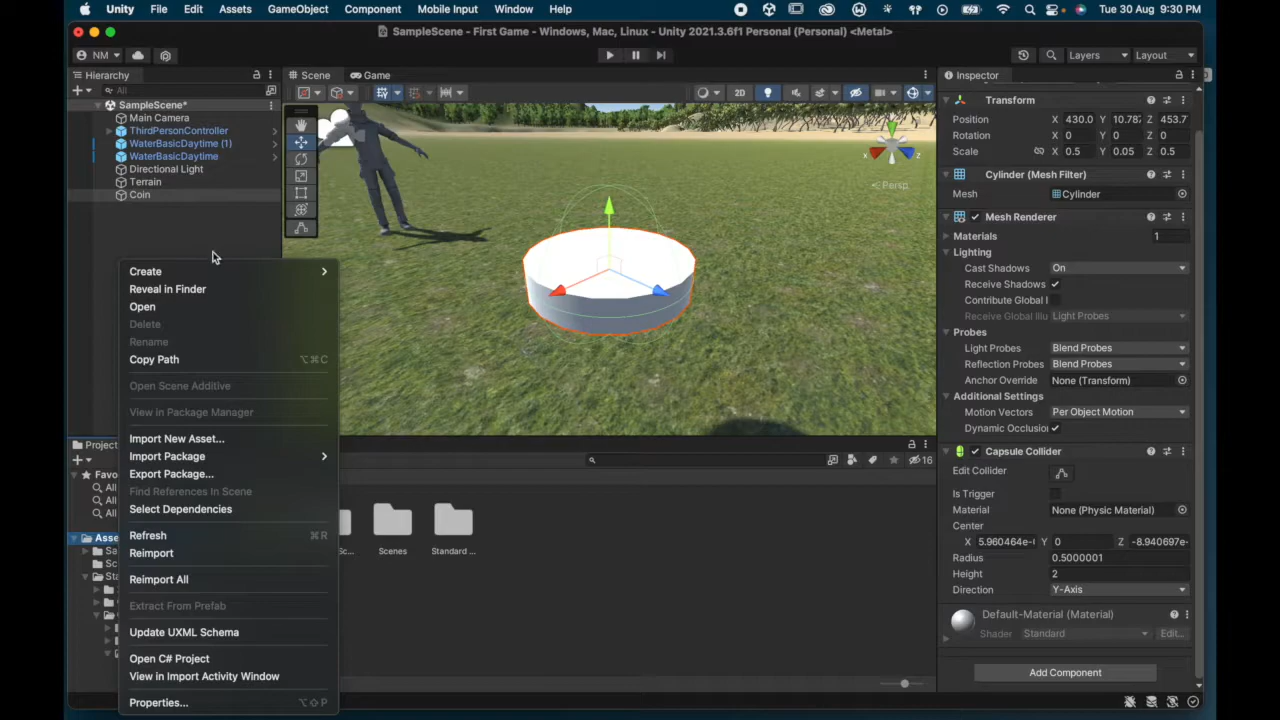 Unity File Edit Assets GameObject Component Mobile Input Window Help Tue 30 Aug 9:30 PM
SampleScene - First Game - Windows, Mac, Linux - Unity 2021.3.6f1 Personal (Personal) <Metal>
NM Layers Layout
Hierarchy
All
SampleScene*
Main Camera
ThirdPersonController
WaterBasicDaytime (1)
WaterBasicDaytime
Directional Light
Terrain
Coin
Scene Game
2D
x
Persp
Create
Reveal in Finder
Open
Delete
Rename
Copy Path ⌥⌘C
Open Scene Additive
View in Package Manager
Import New Asset...
Import Package
Export Package...
Find References In Scene
Select Dependencies
Refresh ⌘R
Reimport
Reimport All
Extract From Prefab
Update UXML Schema
Open C# Project
View in Import Activity Window
Properties... ⌥⇧P
Project
16
Favo
All
All
All
Asse
Sa
Sc
Sta
Sc...
Scenes
Standard ...
Inspector
Transform
Position X 430.0 Y 10.782 Z 453.7
Rotation X 0 Y 0 Z 0
Scale X 0.5 Y 0.05 Z 0.5
Cylinder (Mesh Filter)
Mesh Cylinder
Mesh Renderer
Materials 1
Lighting
Cast Shadows On
Receive Shadows
Contribute Global I
Receive Global Illu Light Probes
Probes
Light Probes Blend Probes
Reflection Probes Blend Probes
Anchor Override None (Transform)
Additional Settings
Motion Vectors Per Object Motion
Dynamic Occlusion
Capsule Collider
Edit Collider
Is Trigger
Material None (Physic Material)
Center
X 5.960464e-8 Y 0 Z -8.940697e-
Radius 0.5000001
Height 2
Direction Y-Axis
Default-Material (Material)
Shader Standard Edit...
Add Component